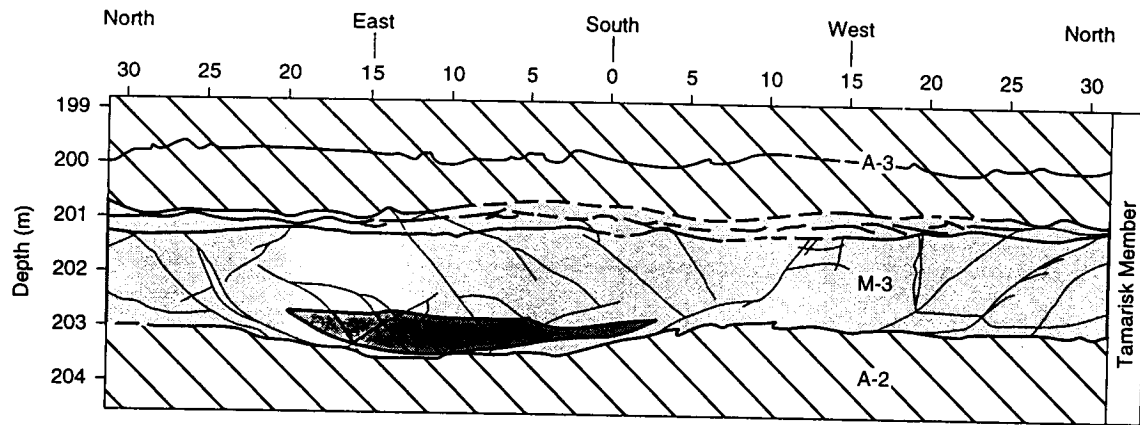 North East South West North
30 25 20 15 10 5 0 5 10 15 20 25 30
199
200
A-3
201
202
M-3
203
204
A-2
Depth (m)
Tamarisk Member